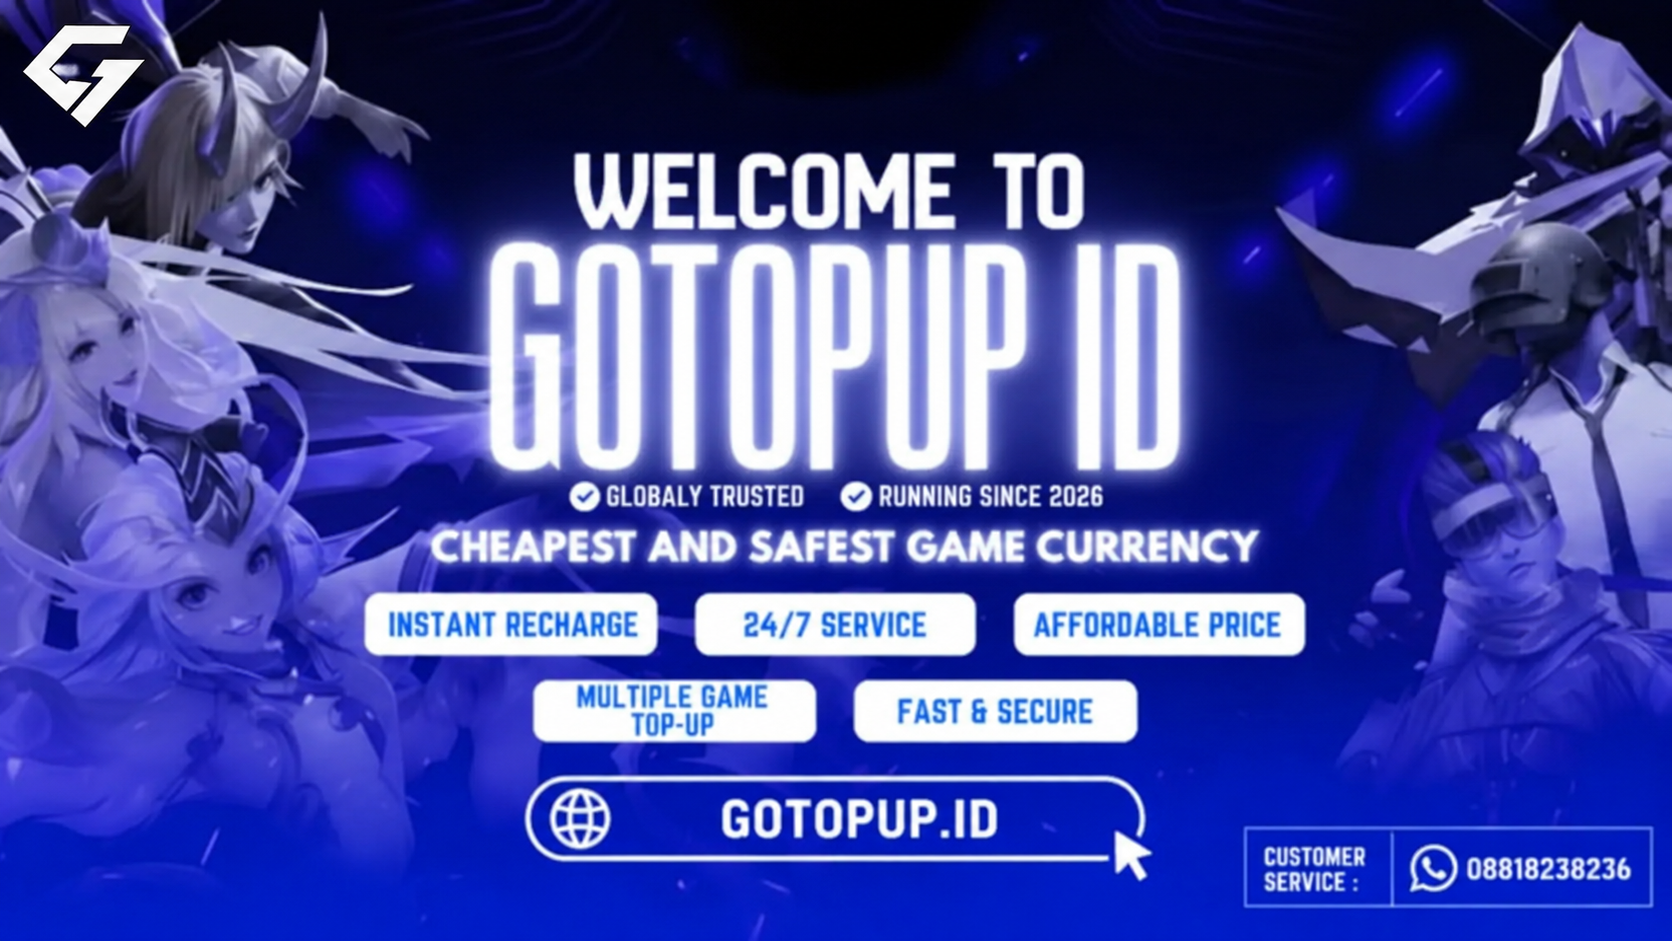 WELCOME TO
GOTOPUP ID
GLOBALY TRUSTED
RUNNING SINCE 2026
CHEAPEST AND SAFEST GAME CURRENCY
INSTANT RECHARGE
24/7 SERVICE
AFFORDABLE PRICE
MULTIPLE GAME
TOP-UP
FAST & SECURE
GOTOPUP.ID
CUSTOMER
SERVICE :
08818238236